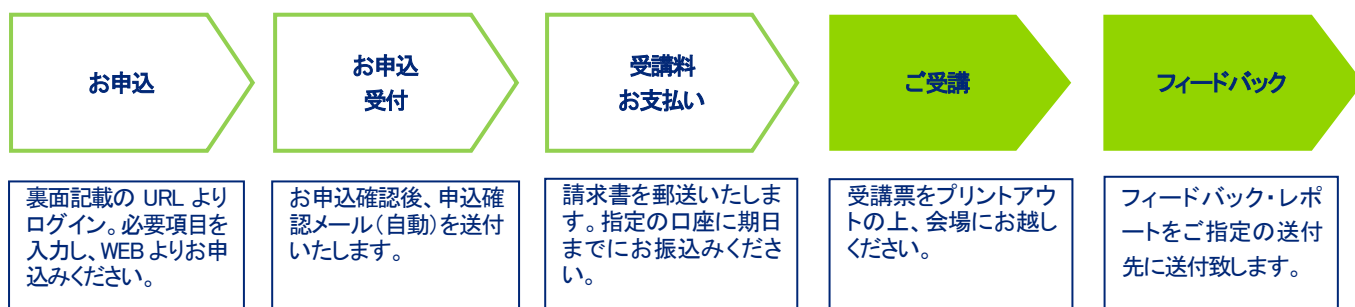 お申込
お申込
受付
受講料
お支払い
ご受講
フィードバック
裏面記載の URL より
ログイン。必要項目を
入力し、WEB よりお申
込みください。
お申込確認後、申込確
認メール（自動）を送付
いたします。
請求書を郵送いたしま
す。指定の口座に期日
までにお振込みくださ
い。
受講票をプリントアウ
トの上、会場にお越し
ください。
フィードバック・レポ
ートをご指定の送付
先に送付致します。